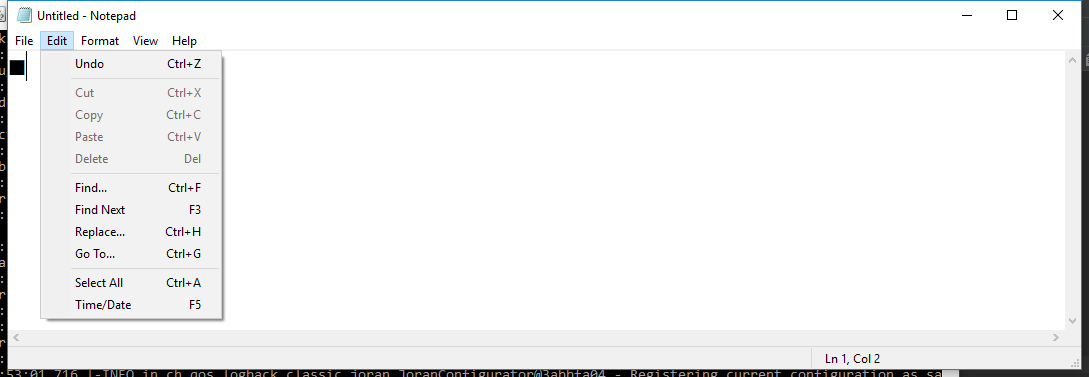 Untitled - Notepad
File Edit Format View Help
■
Undo Ctrl+Z
Cut Ctrl+X
Copy Ctrl+C
Paste Ctrl+V
Delete Del
Find... Ctrl+F
Find Next F3
Replace... Ctrl+H
Go To... Ctrl+G
Select All Ctrl+A
Time/Date F5
Ln 1, Col 2
:53:01,716 |-INFO in ch.qos.logback.classic.joran.JoranConfigurator@3abbfa04 - Registering current configuration as sa